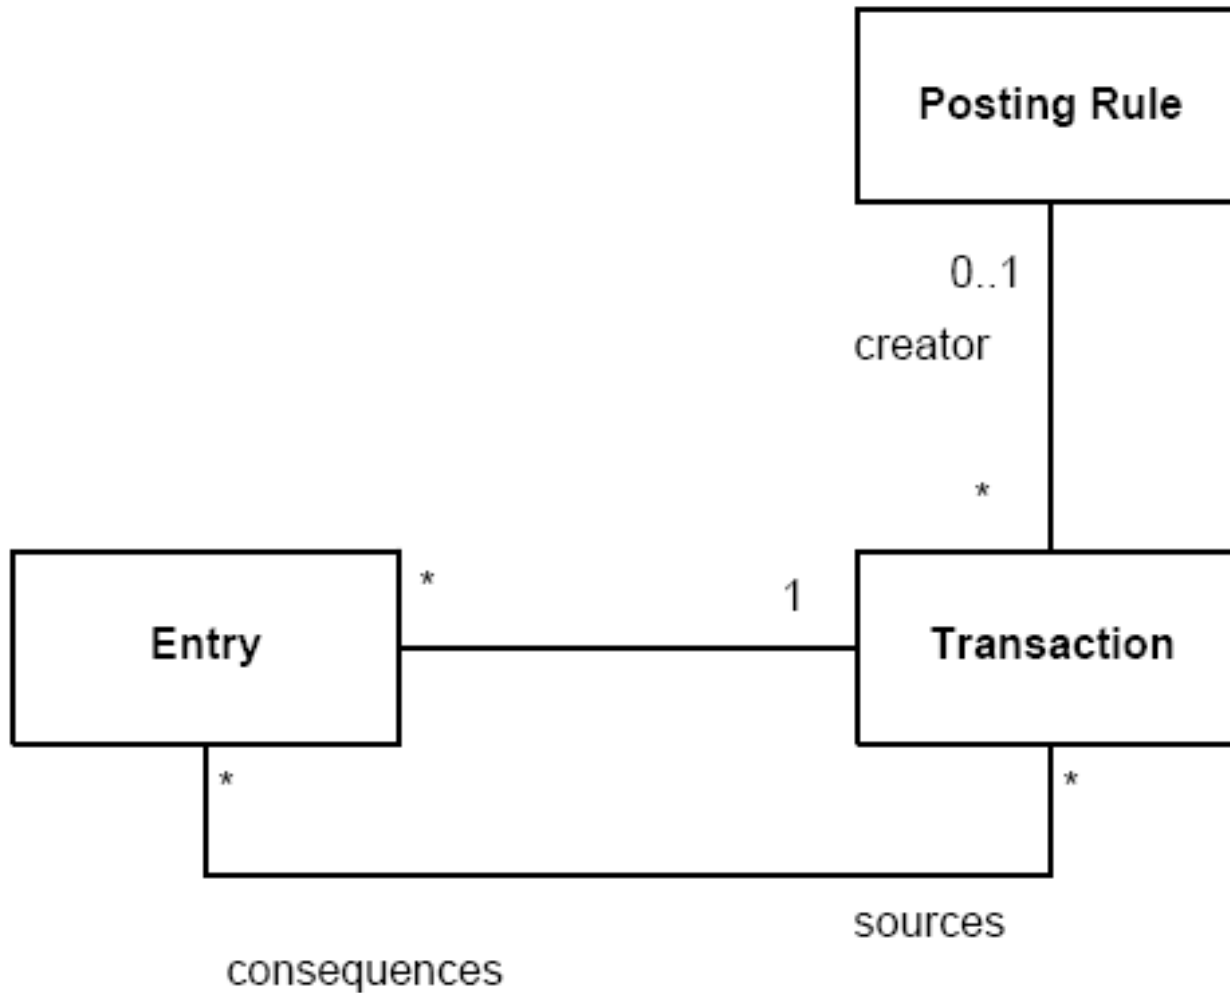 Posting Rule
0..1
creator
*
* 1
Entry Transaction
* *
sources
consequences